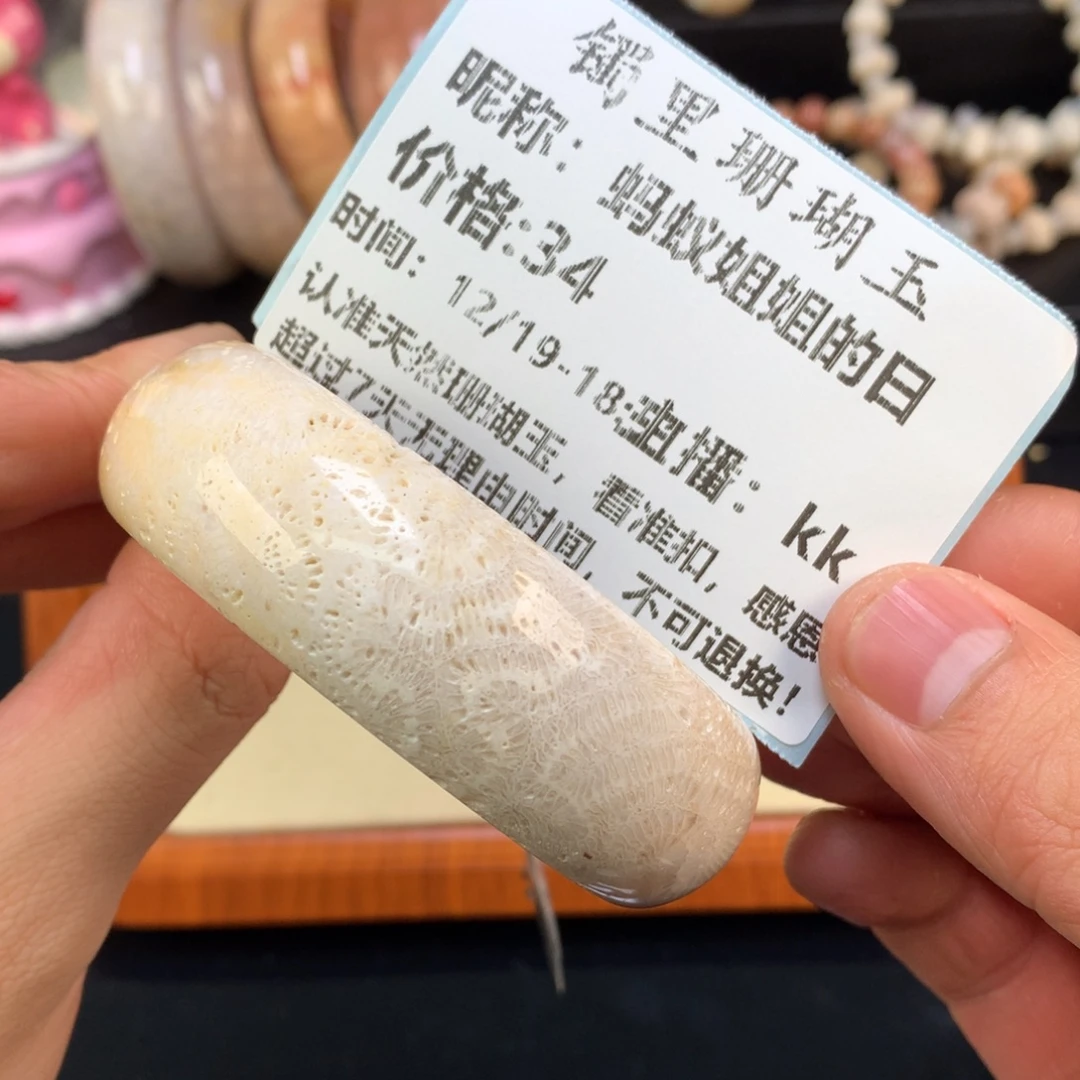 里珊瑚玉
昵称：蚂蚁姐姐的日
价格:34
时间：12/19-18:直播：kk
认准天然珊瑚玉，看准扣，感恩
超过7天无理由时间，不可退换！